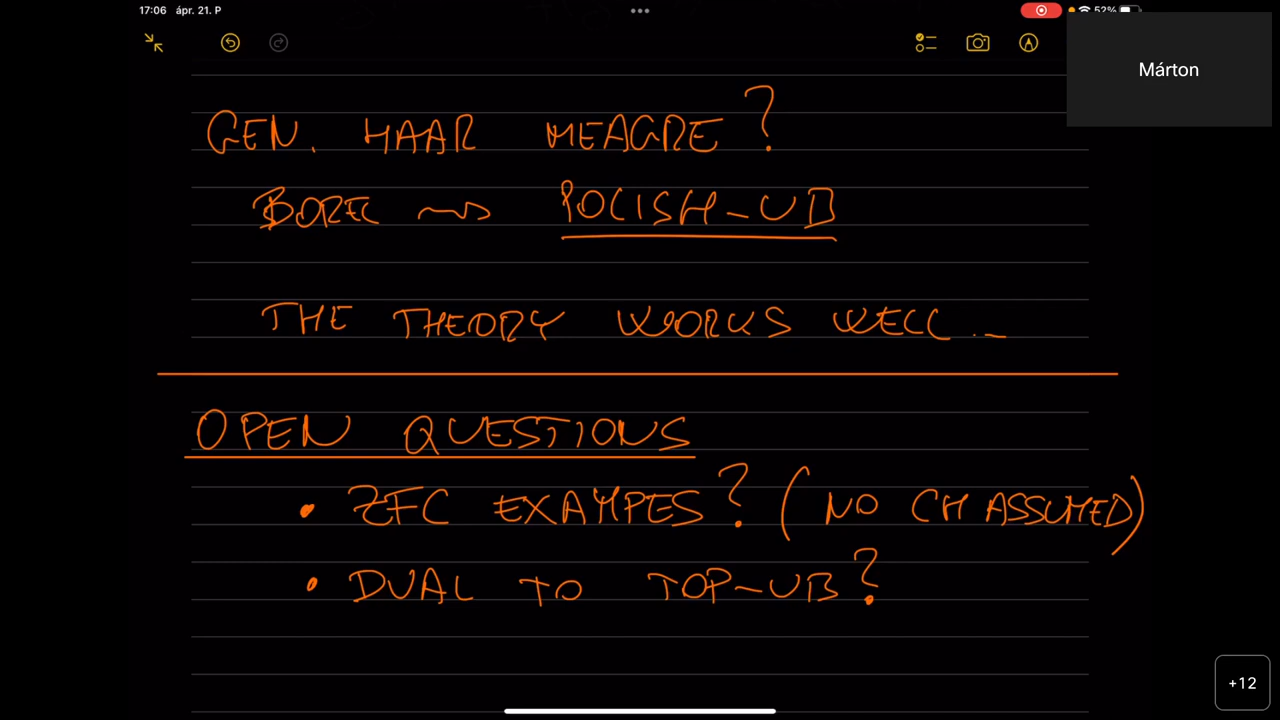 17:06 ápr. 21. P
52%
Márton
GEN. HAAR MEAGRE?
BOREL ⇝ POLISH-UB
THE THEORY WORKS WELL...
OPEN QUESTIONS
• ZFC EXAMPES? (NO CH ASSUMED)
• DUAL TO TOP-UB?
+12